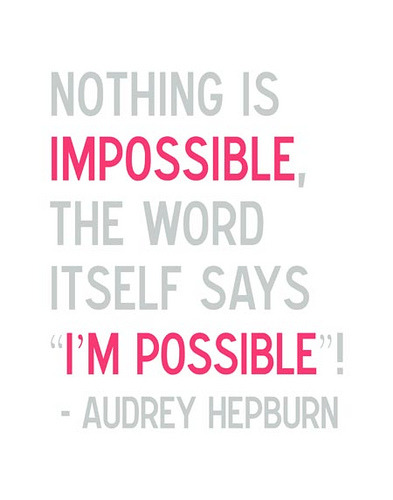 NOTHING IS
IMPOSSIBLE,
THE WORD
ITSELF SAYS
“I’M POSSIBLE”!
- AUDREY HEPBURN